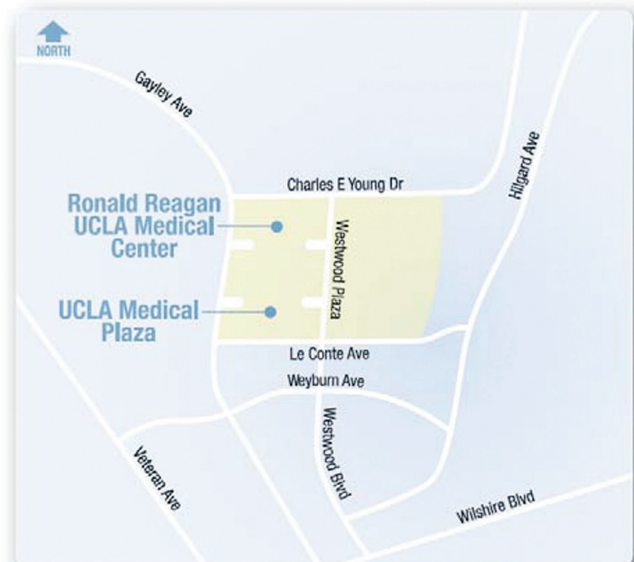 NORTH
Gayley Ave
Charles E Young Dr
Hilgard Ave
Ronald Reagan
UCLA Medical
Center
Westwood Plaza
UCLA Medical
Plaza
Le Conte Ave
Weyburn Ave
Westwood Blvd
Veteran Ave
Wilshire Blvd